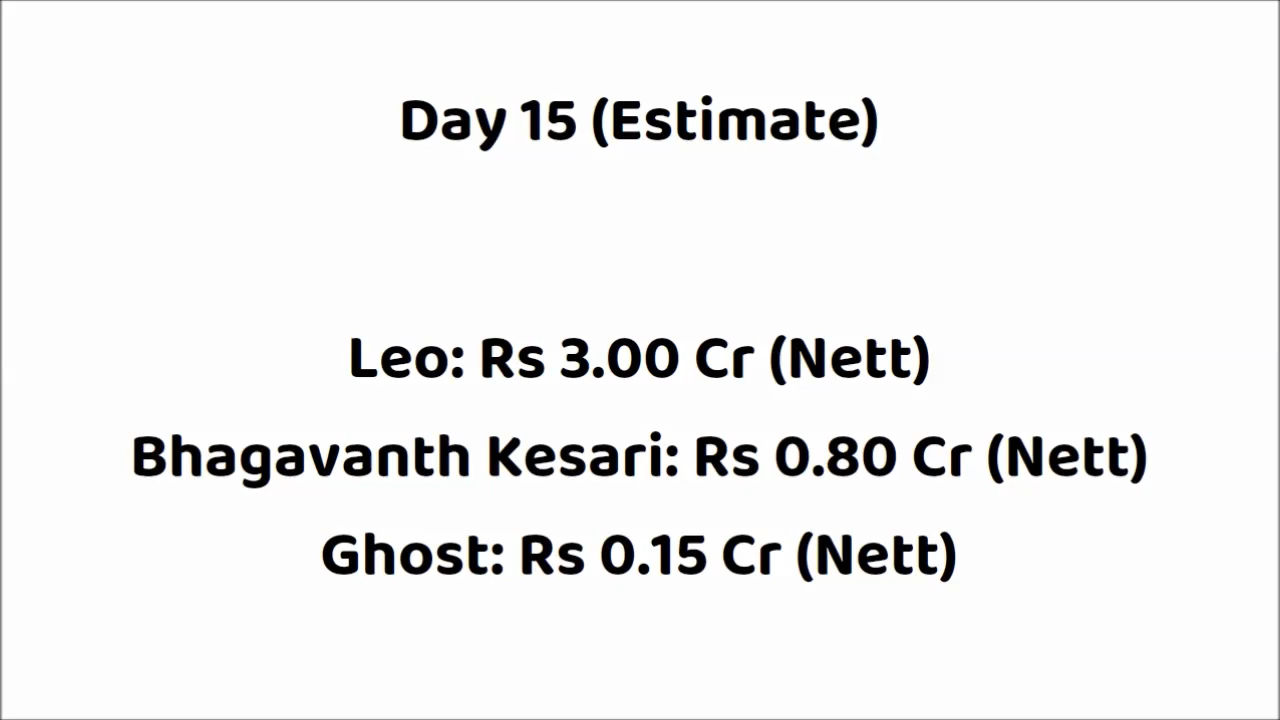 Day 15 (Estimate)
Leo: Rs 3.00 Cr (Nett)
Bhagavanth Kesari: Rs 0.80 Cr (Nett)
Ghost: Rs 0.15 Cr (Nett)